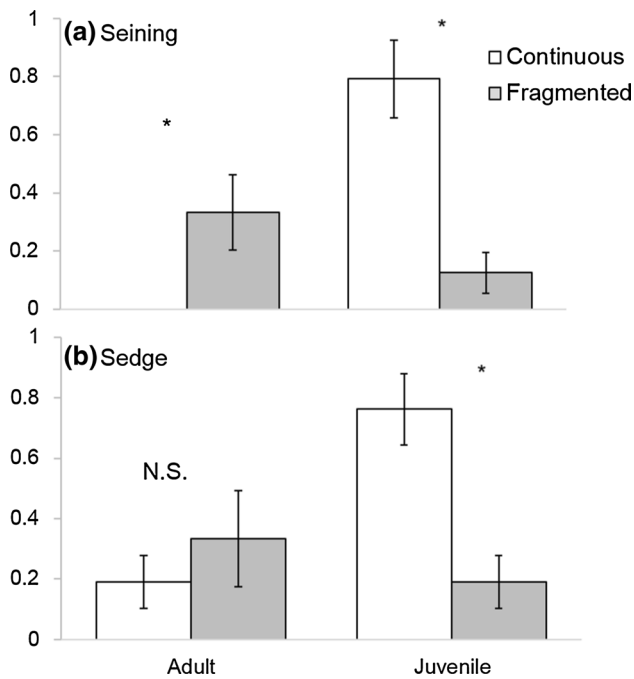 1
(a) Seining
*
Continuous
0.8
Fragmented
0.6
*
0.4
0.2
0
1
(b) Sedge
*
0.8
0.6
N.S.
0.4
0.2
0
Adult
Juvenile